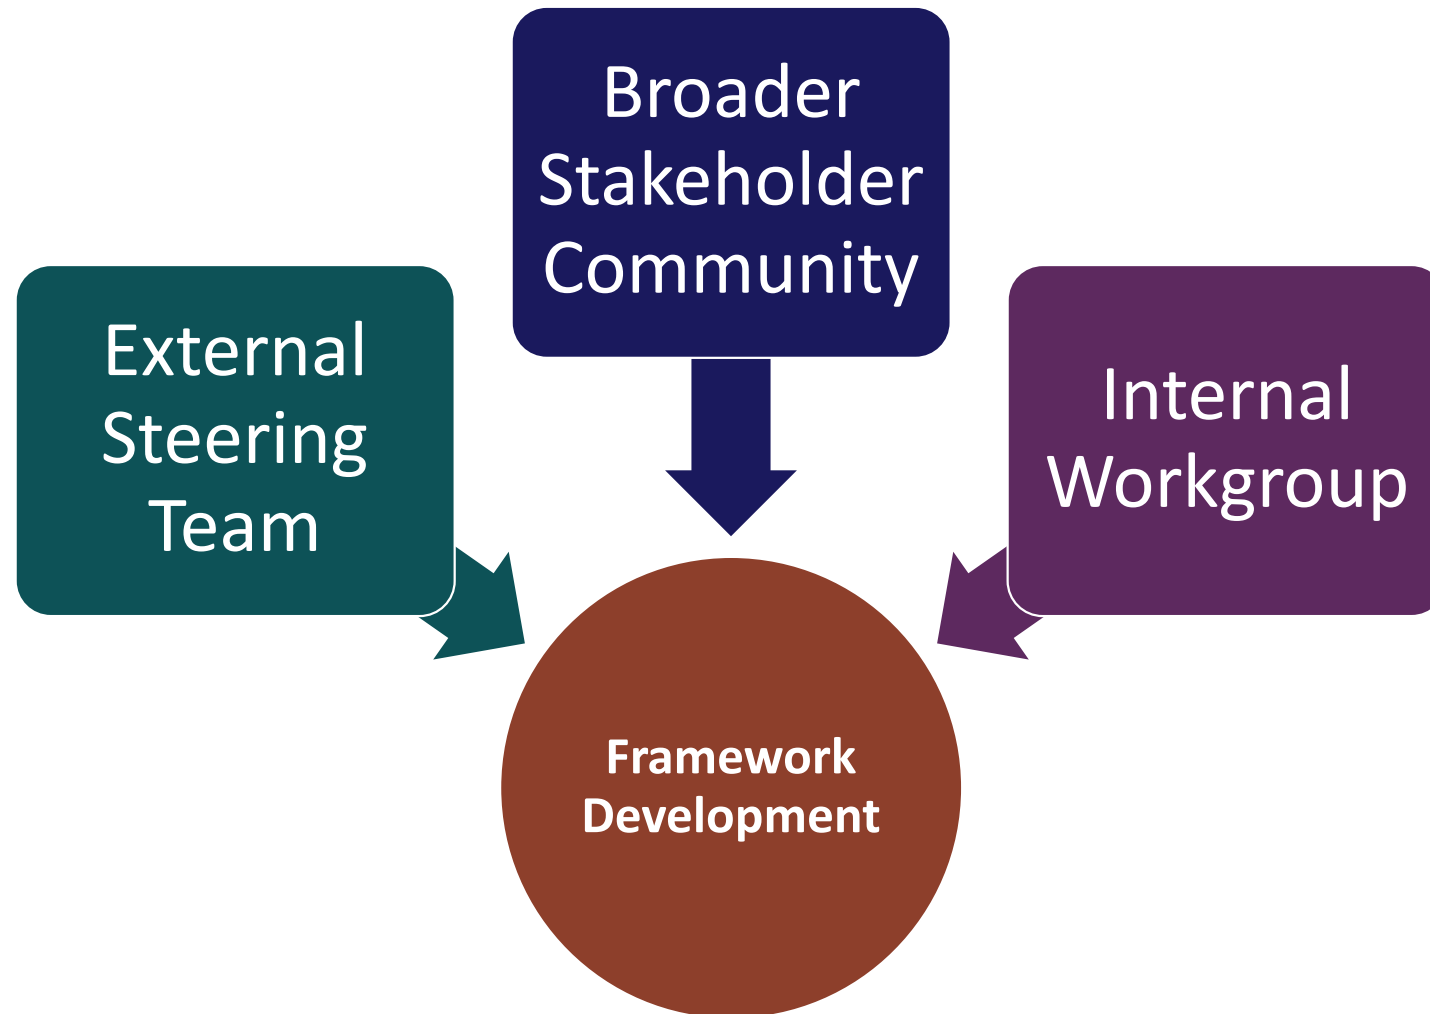 Broader
Stakeholder
Community
External
Steering
Team
Internal
Workgroup
Framework
Development